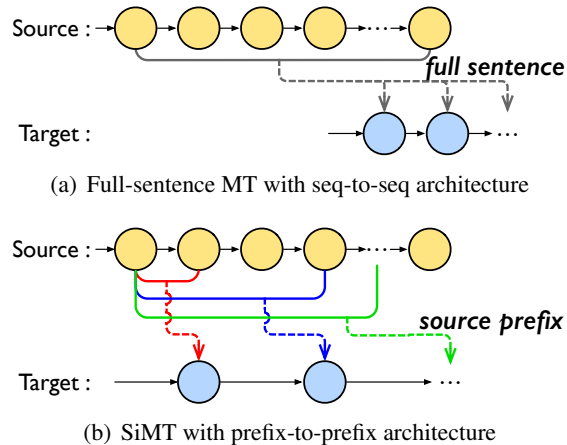 Source :
...
full sentence
Target :
...
(a) Full-sentence MT with seq-to-seq architecture
Source :
...
source prefix
Target :
...
(b) SiMT with prefix-to-prefix architecture